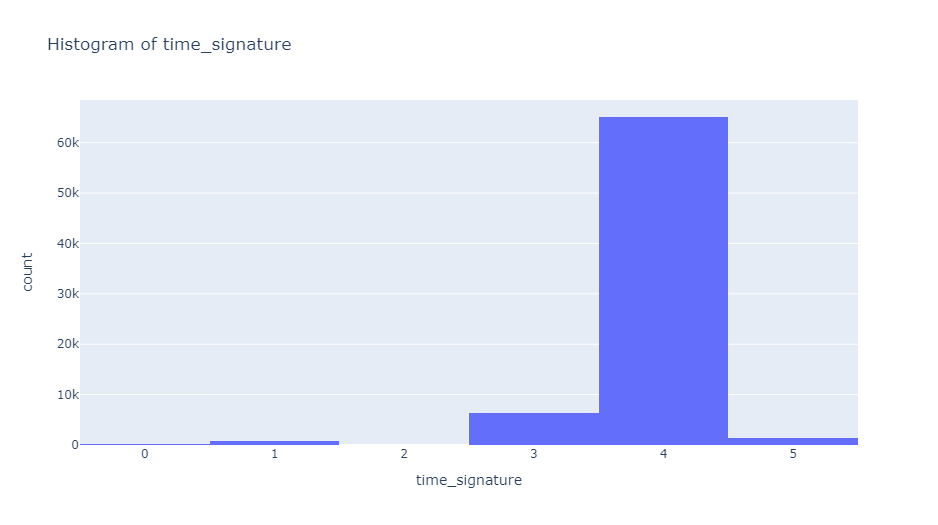 Histogram of time_signature
60k
50k
40k
30k
20k
10k
0
count
0 1 2 3 4 5
time_signature